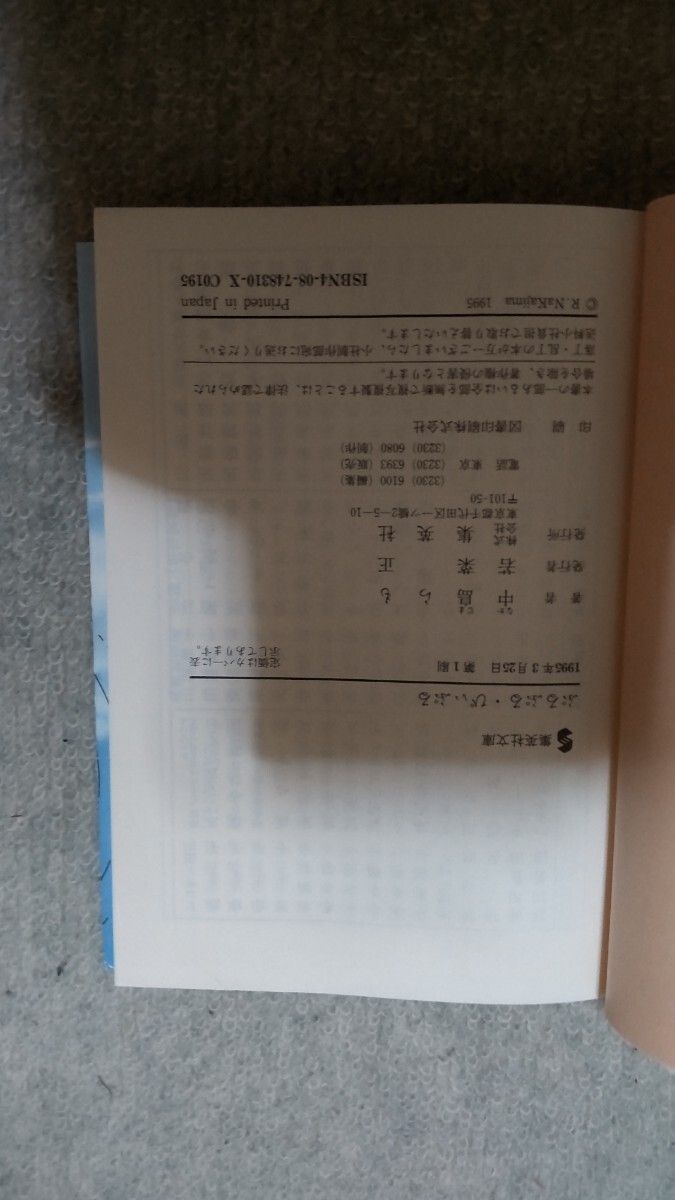 集英社文庫
ぷるぷる・ぴぃぷる
1995年3月25日 第1刷
定価はカバーに表
示してあります。
著者 中島らも
なか じま
発行者 若菜正
発行所 株式会社 集英社
東京都千代田区一ツ橋2-5-10
〒101-50
(3230) 6100 (編集)
電話 東京 (3230) 6393 (販売)
(3230) 6080 (制作)
印刷 図書印刷株式会社
本書の一部あるいは全部を無断で複写複製することは、法律で認められた
場合を除き、著作権の侵害となります。
落丁・乱丁の本が万一ございましたら、小社制作部宛にお送りください。
送料小社負担でお取り替えいたします。
© R. NaKajima 1995 Printed in Japan
ISBN4-08-748310-X C0195